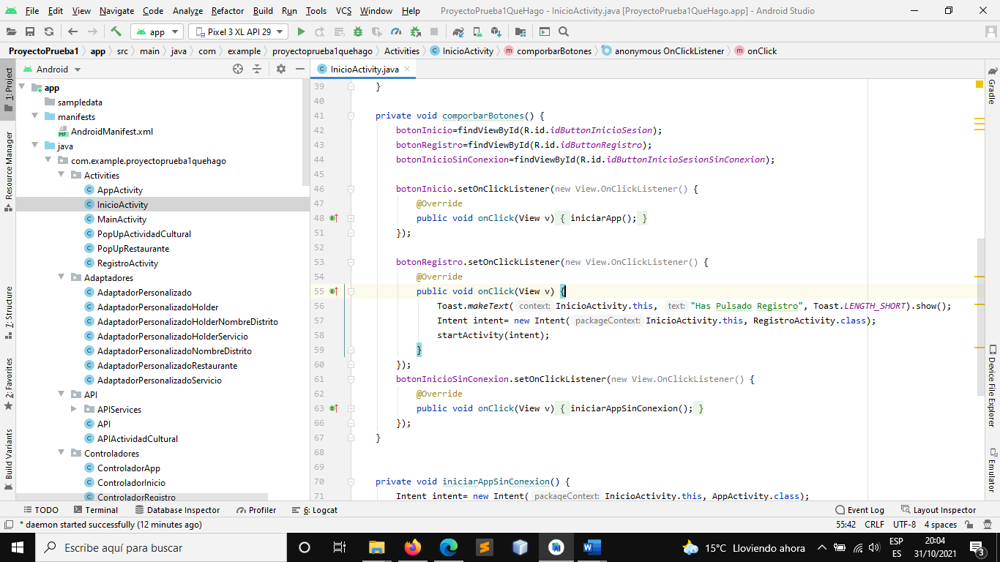 File Edit View Navigate Code Analyze Refactor Build Run Tools VCS Window Help ProyectoPrueba1QueHago - InicioActivity.java [ProyectoPrueba1QueHago.app] - Android Studio
app Pixel 3 XL API 29
ProyectoPrueba1 app src main java com example proyectoprueba1quehago Activities InicioActivity comporbarBotones anonymous OnClickListener onClick
1: Project
Resource Manager
7: Structure
2: Favorites
Build Variants
Android
app
sampledata
manifests
AndroidManifest.xml
java
com.example.proyectoprueba1quehago
Activities
AppActivity
InicioActivity
MainActivity
PopUpActividadCultural
PopUpRestaurante
RegistroActivity
Adaptadores
AdaptadorPersonalizado
AdaptadorPersonalizadoHolder
AdaptadorPersonalizadoHolderNombreDistrito
AdaptadorPersonalizadoHolderServicio
AdaptadorPersonalizadoNombreDistrito
AdaptadorPersonalizadoRestaurante
AdaptadorPersonalizadoServicio
API
APIServices
API
APIActividadCultural
Controladores
ControladorApp
ControladorInicio
ControladorRegistro
InicioActivity.java
39 }
40
41 private void comporbarBotones() {
42 botonInicio=findViewById(R.id.idButtonInicioSesion);
43 botonRegistro=findViewById(R.id.idButtonRegistro);
44 botonInicioSinConexion=findViewById(R.id.idButtonInicioSesionSinConexion);
45
46 botonInicio.setOnClickListener(new View.OnClickListener() {
47 @Override
48 public void onClick(View v) { iniciarApp(); }
51 });
52
53 botonRegistro.setOnClickListener(new View.OnClickListener() {
54 @Override
55 public void onClick(View v) {
56 Toast.makeText( context: InicioActivity.this, text: "Has Pulsado Registro", Toast.LENGTH_SHORT).show();
57 Intent intent= new Intent( packageContext: InicioActivity.this, RegistroActivity.class);
58 startActivity(intent);
59 }
60 });
61 botonInicioSinConexion.setOnClickListener(new View.OnClickListener() {
62 @Override
63 public void onClick(View v) { iniciarAppSinConexion(); }
66 });
67 }
68
69
70 private void iniciarAppSinConexion() {
71 Intent intent= new Intent( packageContext: InicioActivity.this, AppActivity.class);
Gradle
Device File Explorer
Emulator
TODO Terminal Database Inspector Profiler 6: Logcat Event Log Layout Inspector
* daemon started successfully (12 minutes ago) 55:42 CRLF UTF-8 4 spaces
Escribe aquí para buscar
15°C Lloviendo ahora
ESP
ES
20:04
31/10/2021
3